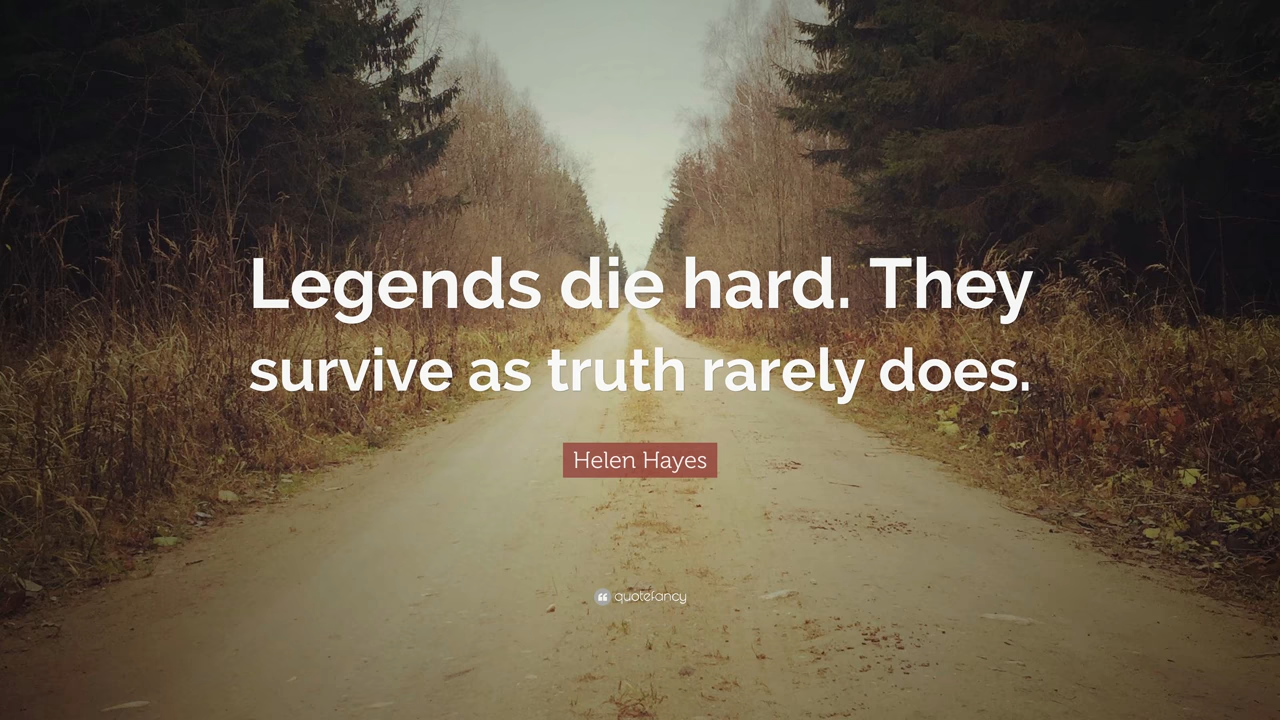 Legends die hard. They
survive as truth rarely does.
Helen Hayes
quotefancy